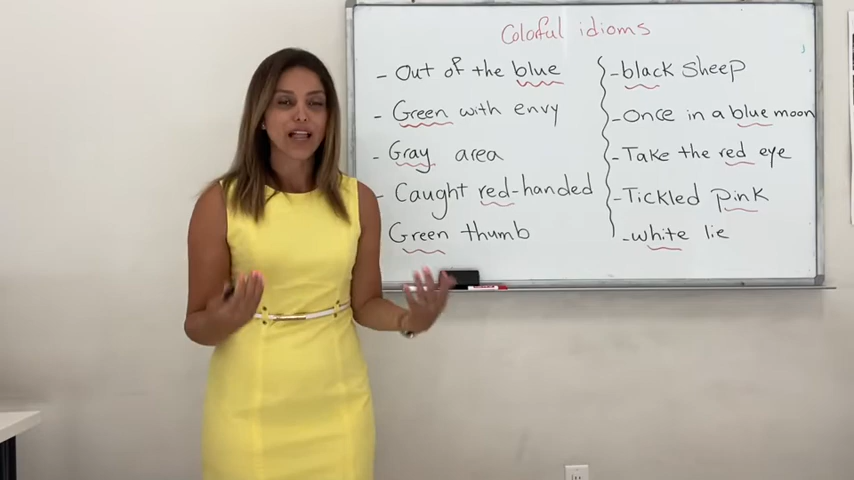 Colorful idioms
- Out of the blue
- Green with envy
- Gray area
- Caught red-handed
Green thumb
- black sheep
- Once in a blue moon
- Take the red eye
- Tickled pink
- white lie